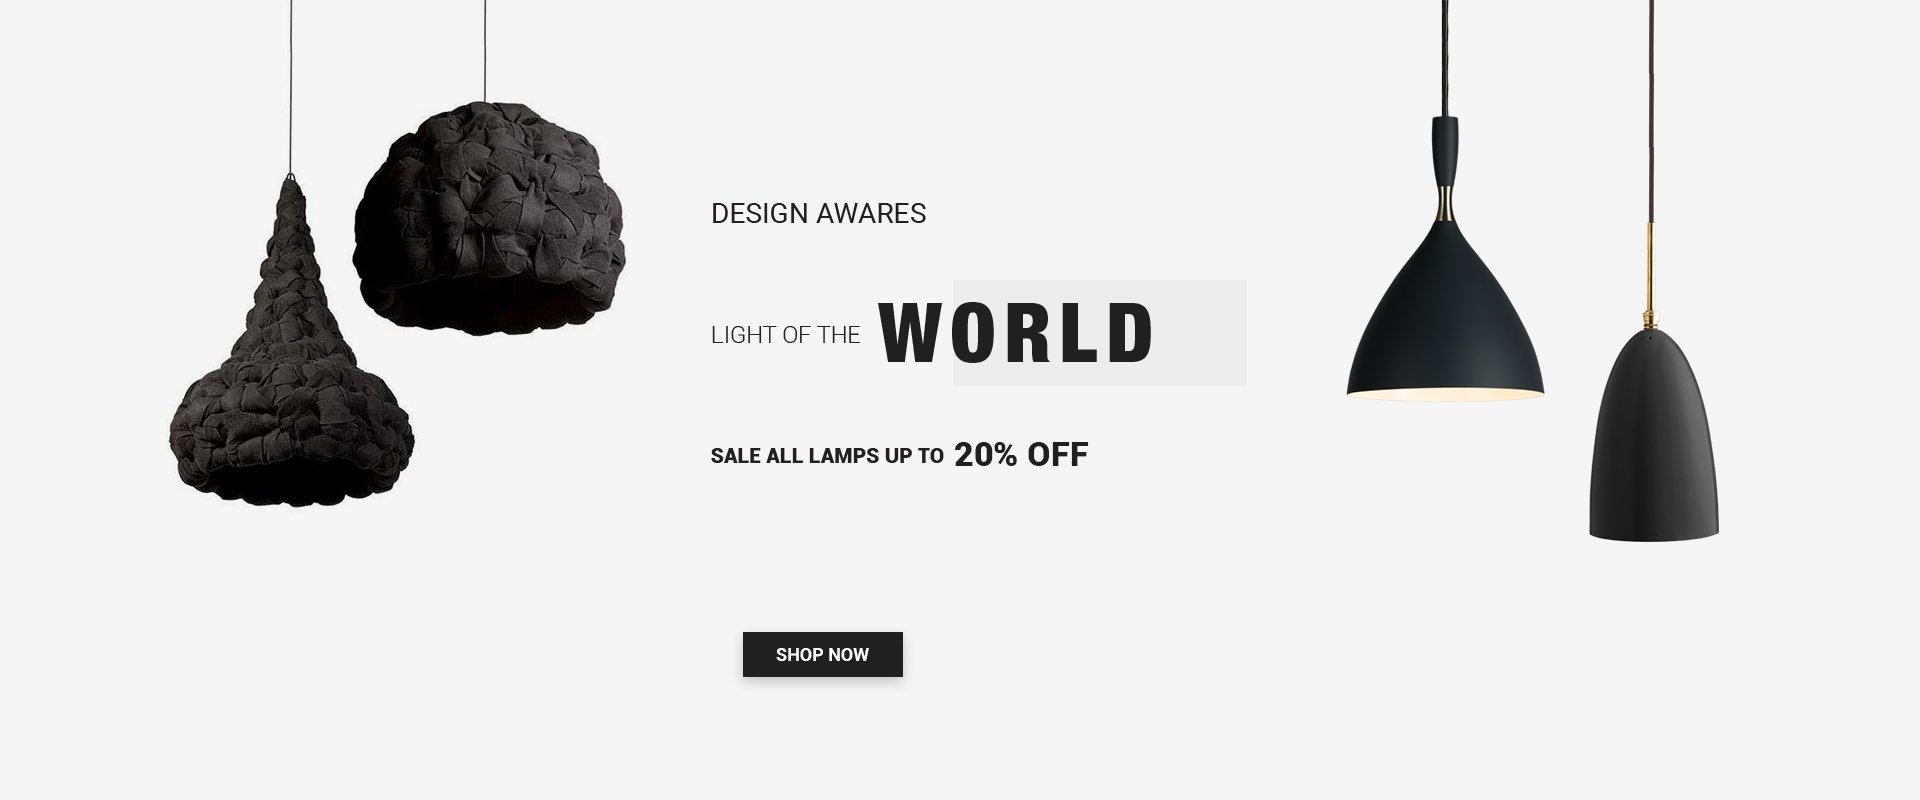 DESIGN AWARES
LIGHT OF THE WORLD
SALE ALL LAMPS UP TO 20% OFF
SHOP NOW